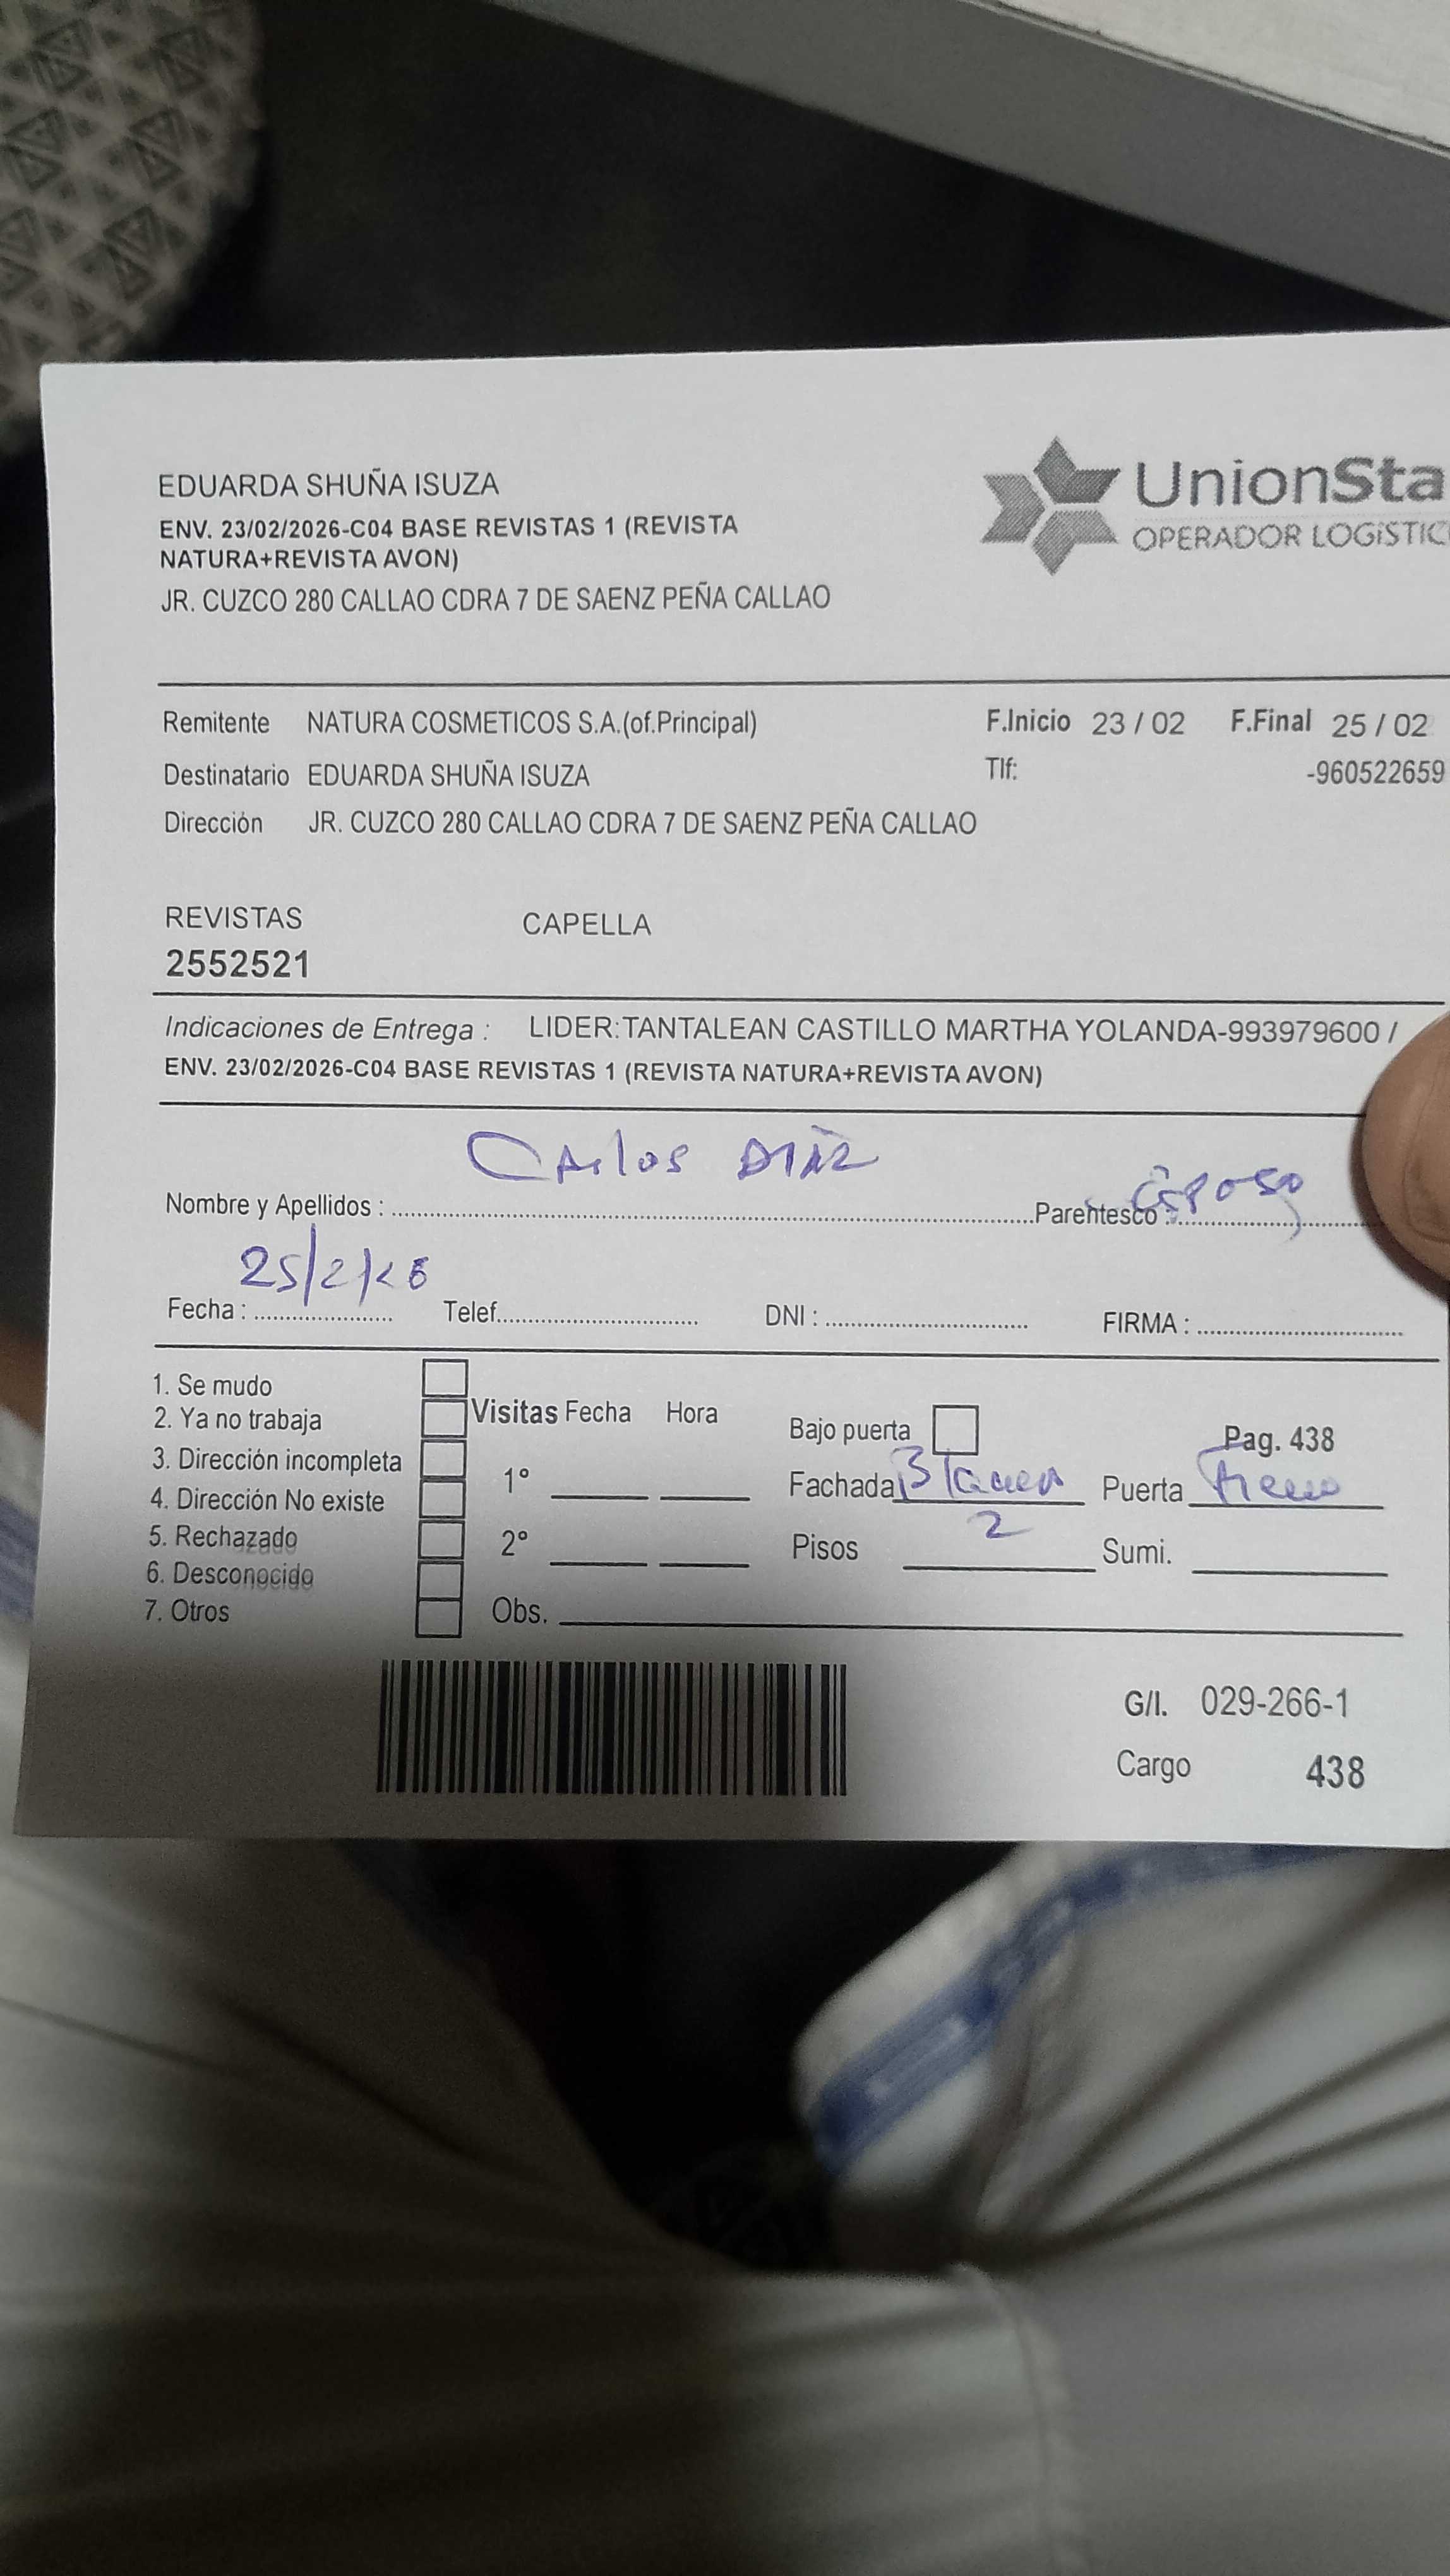 EDUARDA SHUÑA ISUZA
ENV. 23/02/2026-C04 BASE REVISTAS 1 (REVISTA
NATURA+REVISTA AVON)
JR. CUZCO 280 CALLAO CDRA 7 DE SAENZ PEÑA CALLAO
UnionSta
OPERADOR LOGíSTIC
Remitente NATURA COSMETICOS S.A.(of.Principal) F.Inicio 23 / 02 F.Final 25 / 02
Destinatario EDUARDA SHUÑA ISUZA Tlf: -960522659
Dirección JR. CUZCO 280 CALLAO CDRA 7 DE SAENZ PEÑA CALLAO
REVISTAS CAPELLA
2552521
Indicaciones de Entrega : LIDER:TANTALEAN CASTILLO MARTHA YOLANDA-993979600 /
ENV. 23/02/2026-C04 BASE REVISTAS 1 (REVISTA NATURA+REVISTA AVON)
Nombre y Apellidos : Carlos DIAZ Parentesco : Esposo
Fecha : 25/2/26 Telef. DNI : FIRMA :
1. Se mudo
2. Ya no trabaja
3. Dirección incompleta
4. Dirección No existe
5. Rechazado
6. Desconocido
7. Otros
Visitas Fecha Hora
1°
2°
Obs.
Bajo puerta Pag. 438
Fachada Blanca Puerta
Pisos 2 Sumi.
G/I. 029-266-1
Cargo 438